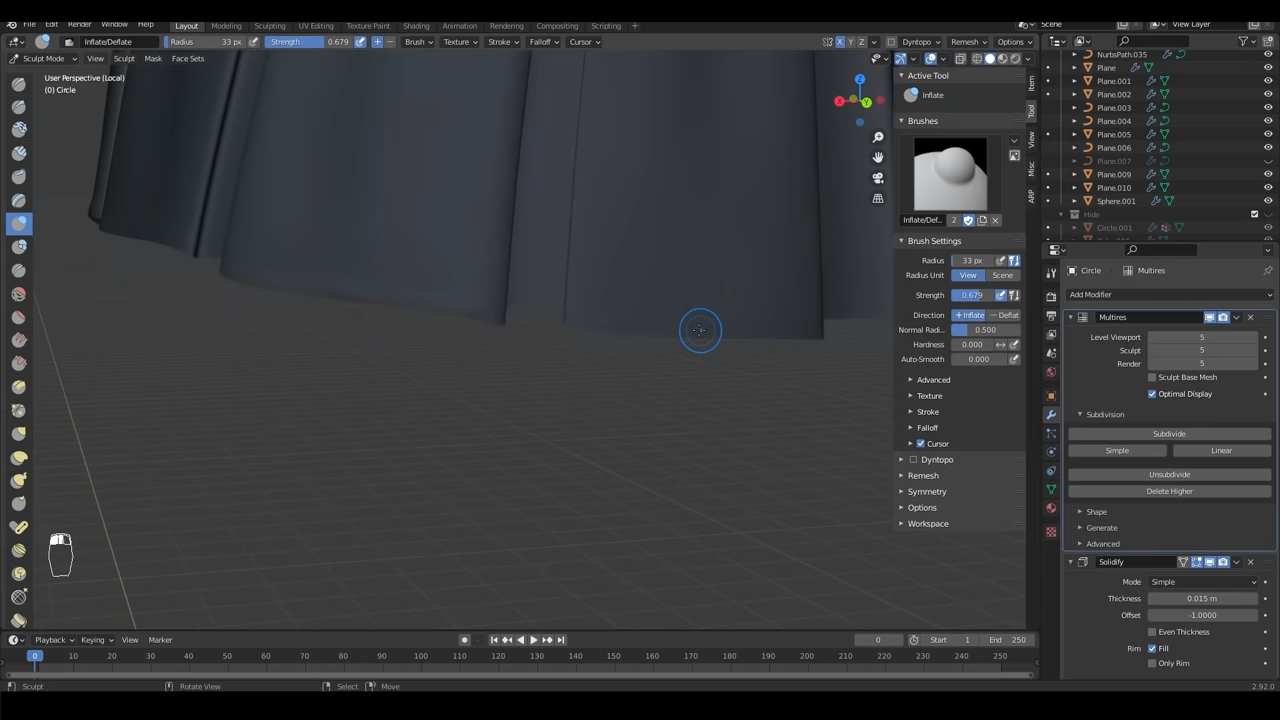 File Edit Render Window Help Layout Modeling Sculpting UV Editing Texture Paint Shading Animation Rendering Compositing Scripting Scene View Layer
Inflate/Deflate Radius 33 px Strength 0.679 Brush Texture Stroke Falloff Cursor X Y Z Dyntopo Remesh Options
Sculpt Mode View Sculpt Mask Face Sets
User Perspective (Local)
(0) Circle
Z
X
Y
Active Tool
Inflate
Brushes
Inflate/Def... 2
Brush Settings
Radius 33 px
Radius Unit View Scene
Strength 0.679
Direction Inflate Deflat
Normal Radi... 0.500
Hardness 0.000
Auto-Smooth 0.000
Advanced
Texture
Stroke
Falloff
Cursor
Dyntopo
Remesh
Symmetry
Options
Workspace
Item
Tool
View
Misc
ARP
NurbsPath.035
Plane
Plane.001
Plane.002
Plane.003
Plane.004
Plane.005
Plane.006
Plane.007
Plane.009
Plane.010
Sphere.001
Hide
Circle.001
Circle Multires
Add Modifier
Multires
Level Viewport 5
Sculpt 5
Render 5
Sculpt Base Mesh
Optimal Display
Subdivision
Subdivide
Simple Linear
Unsubdivide
Delete Higher
Shape
Generate
Advanced
Solidify
Mode Simple
Thickness 0.015 m
Offset -1.0000
Even Thickness
Rim Fill
Only Rim
Playback Keying View Marker 0 Start 1 End 250
0 10 20 30 40 50 60 70 80 90 100 110 120 130 140 150 160 170 180 190 200 210 220 230 240 250
Sculpt Rotate View Select Move 2.92.0